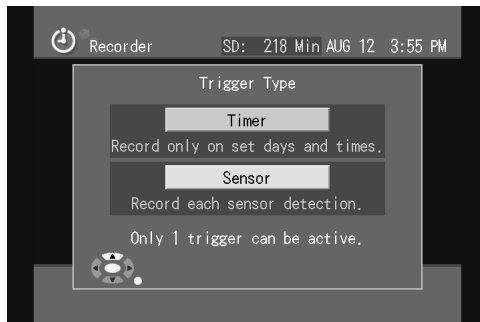 Recorder SD: 218 Min AUG 12 3:55 PM
Trigger Type
Timer
Record only on set days and times.
Sensor
Record each sensor detection.
Only 1 trigger can be active.